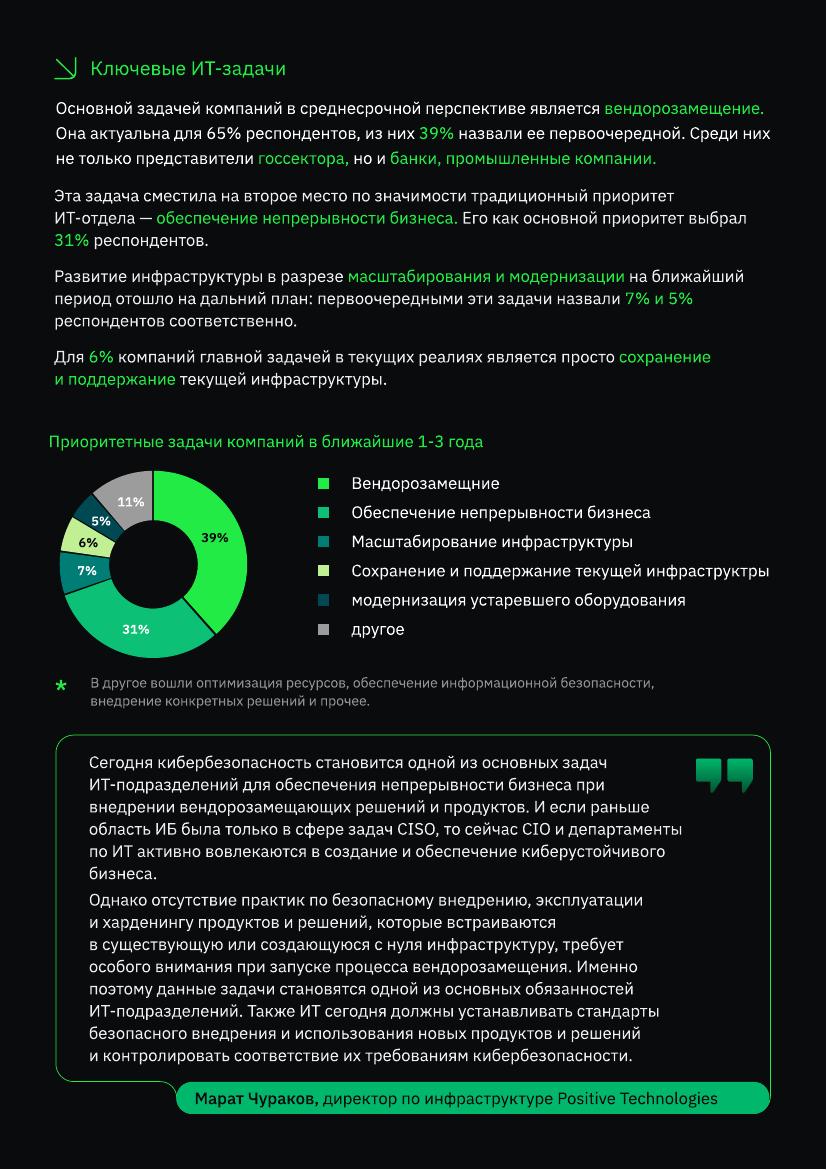 Ключевые ИТ-задачи
Основной задачей компаний в среднесрочной перспективе является вендорозамещение.
Она актуальна для 65% респондентов, из них 39% назвали ее первоочередной. Среди них
не только представители госсектора, но и банки, промышленные компании.
Эта задача сместила на второе место по значимости традиционный приоритет
ИТ-отдела — обеспечение непрерывности бизнеса. Его как основной приоритет выбрал
31% респондентов.
Развитие инфраструктуры в разрезе масштабирования и модернизации на ближайший
период отошло на дальний план: первоочередными эти задачи назвали 7% и 5%
респондентов соответственно.
Для 6% компаний главной задачей в текущих реалиях является просто сохранение
и поддержание текущей инфраструктуры.
Приоритетные задачи компаний в ближайшие 1-3 года
11%
5%
39%
6%
7%
31%
Вендорозамещние
Обеспечение непрерывности бизнеса
Масштабирование инфраструктуры
Сохранение и поддержание текущей инфраструктры
модернизация устаревшего оборудования
другое
* В другое вошли оптимизация ресурсов, обеспечение информационной безопасности,
внедрение конкретных решений и прочее.
Сегодня кибербезопасность становится одной из основных задач
ИТ-подразделений для обеспечения непрерывности бизнеса при
внедрении вендорозамещающих решений и продуктов. И если раньше
область ИБ была только в сфере задач CISO, то сейчас CIO и департаменты
по ИТ активно вовлекаются в создание и обеспечение киберустойчивого
бизнеса.
Однако отсутствие практик по безопасному внедрению, эксплуатации
и харденингу продуктов и решений, которые встраиваются
в существующую или создающуюся с нуля инфраструктуру, требует
особого внимания при запуске процесса вендорозамещения. Именно
поэтому данные задачи становятся одной из основных обязанностей
ИТ-подразделений. Также ИТ сегодня должны устанавливать стандарты
безопасного внедрения и использования новых продуктов и решений
и контролировать соответствие их требованиям кибербезопасности.
Марат Чураков, директор по инфраструктуре Positive Technologies